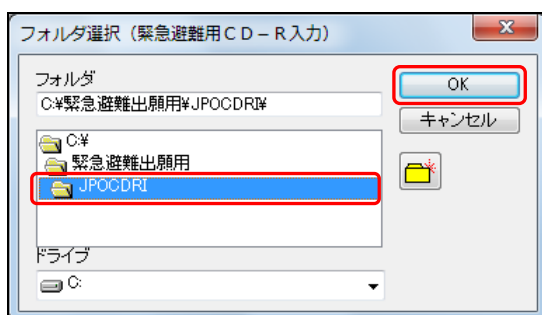 フォルダ選択（緊急避難用ＣＤ－Ｒ入力）
フォルダ
C:¥緊急避難出願用¥JPOCDRI¥
OK
キャンセル
C:¥
緊急避難出願用
JPOCDRI
ドライブ
C: